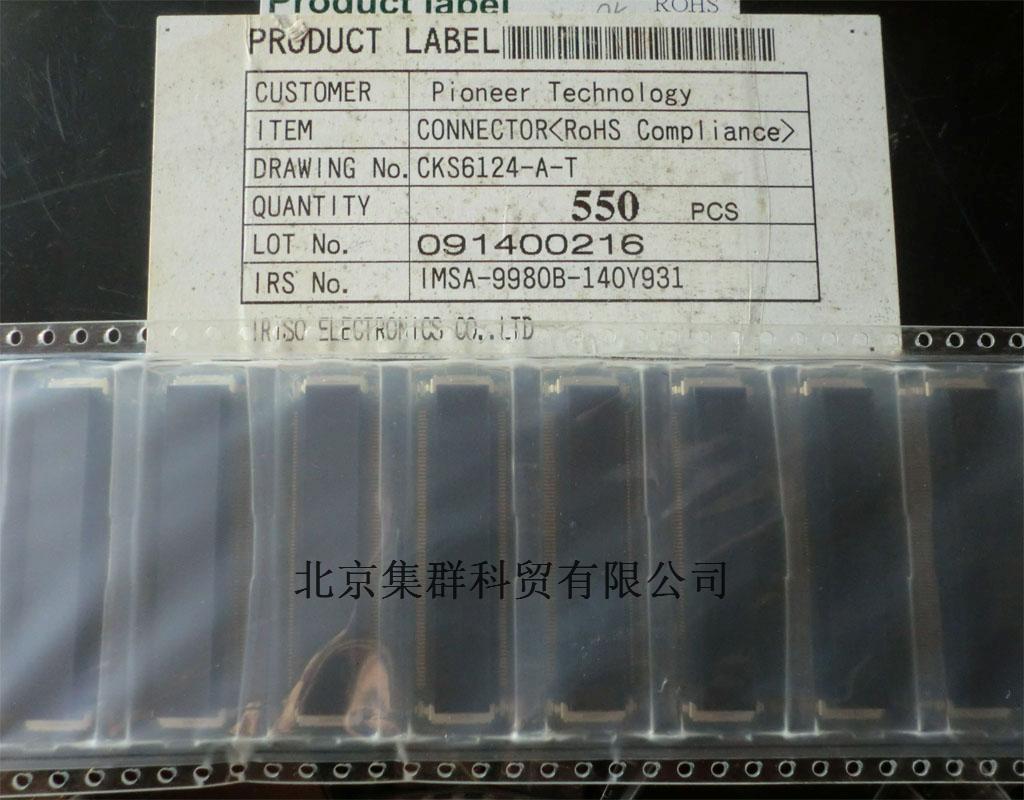 Product label
ROHS
PRODUCT LABEL
CUSTOMER Pioneer Technology
ITEM CONNECTOR<RoHS Compliance>
DRAWING No. CKS6124-A-T
QUANTITY 550 PCS
LOT No. 091400216
IRS No. IMSA-9980B-140Y931
IRISO ELECTRONICS CO.,LTD
北京集群科贸有限公司